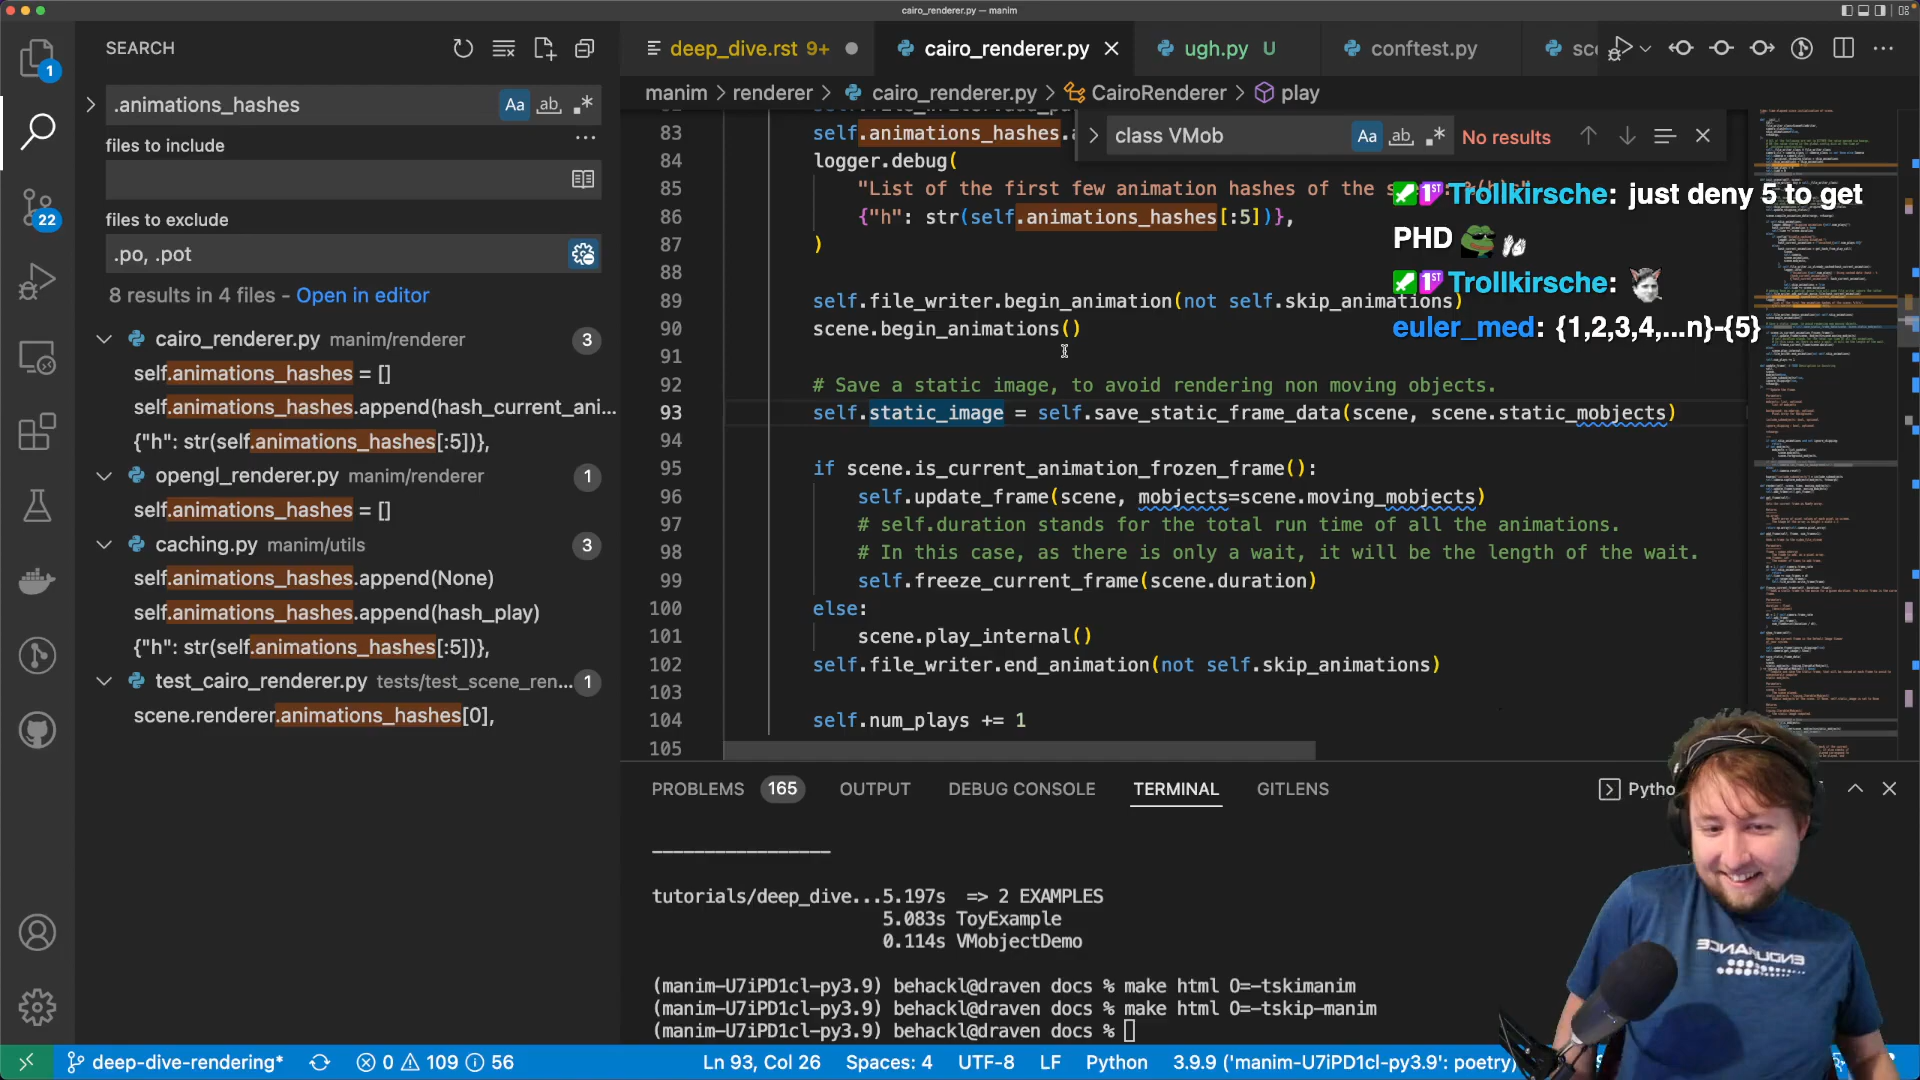 cairo_renderer.py — manim
SEARCH
.animations_hashes
Aa
ab
files to include
files to exclude
.po, .pot
8 results in 4 files - Open in editor
cairo_renderer.py manim/renderer 3
self.animations_hashes = []
self.animations_hashes.append(hash_current_ani...
{"h": str(self.animations_hashes[:5])},
opengl_renderer.py manim/renderer 1
self.animations_hashes = []
caching.py manim/utils 3
self.animations_hashes.append(None)
self.animations_hashes.append(hash_play)
{"h": str(self.animations_hashes[:5])},
test_cairo_renderer.py tests/test_scene_ren... 1
scene.renderer.animations_hashes[0],
1
22
deep_dive.rst 9+
cairo_renderer.py
ugh.py U
conftest.py
manim > renderer > cairo_renderer.py > CairoRenderer > play
class VMob
Aa
ab
No results
83 self.animations_hashes.
84 logger.debug(
85 "List of the first few animation hashes of the
86 {"h": str(self.animations_hashes[:5])},
87 )
88
89 self.file_writer.begin_animation(not self.skip_animations)
90 scene.begin_animations()
91
92 # Save a static image, to avoid rendering non moving objects.
93 self.static_image = self.save_static_frame_data(scene, scene.static_mobjects)
94
95 if scene.is_current_animation_frozen_frame():
96 self.update_frame(scene, mobjects=scene.moving_mobjects)
97 # self.duration stands for the total run time of all the animations.
98 # In this case, as there is only a wait, it will be the length of the wait.
99 self.freeze_current_frame(scene.duration)
100 else:
101 scene.play_internal()
102 self.file_writer.end_animation(not self.skip_animations)
103
104 self.num_plays += 1
105
Trollkirsche: just deny 5 to get
PHD
Trollkirsche:
euler_med: {1,2,3,4,...n}-{5}
PROBLEMS 165 OUTPUT DEBUG CONSOLE TERMINAL GITLENS
tutorials/deep_dive...5.197s => 2 EXAMPLES
5.083s ToyExample
0.114s VMobjectDemo
(manim-U7iPD1cl-py3.9) behackl@draven docs % make html O=-tskimanim
(manim-U7iPD1cl-py3.9) behackl@draven docs % make html O=-tskip-manim
(manim-U7iPD1cl-py3.9) behackl@draven docs %
deep-dive-rendering* 0 109 56
Ln 93, Col 26 Spaces: 4 UTF-8 LF Python 3.9.9 ('manim-U7iPD1cl-py3.9': poetry)